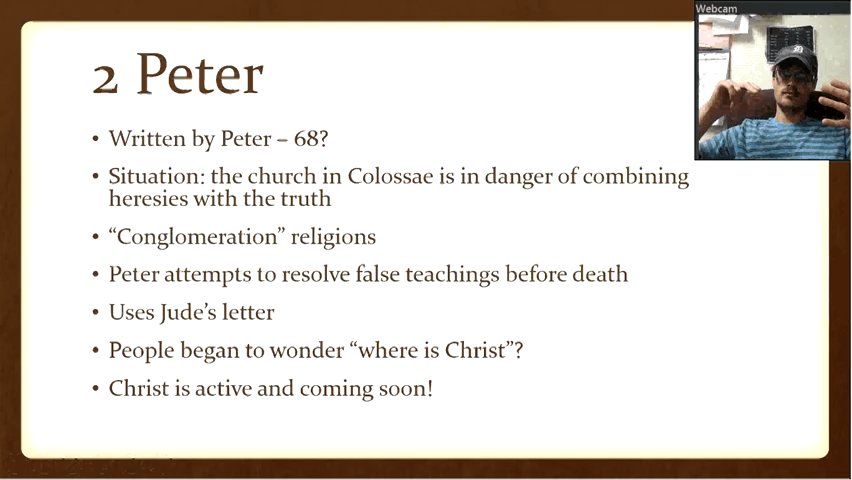 Webcam
2 Peter
• Written by Peter – 68?
• Situation: the church in Colossae is in danger of combining
heresies with the truth
• “Conglomeration” religions
• Peter attempts to resolve false teachings before death
• Uses Jude’s letter
• People began to wonder “where is Christ”?
• Christ is active and coming soon!